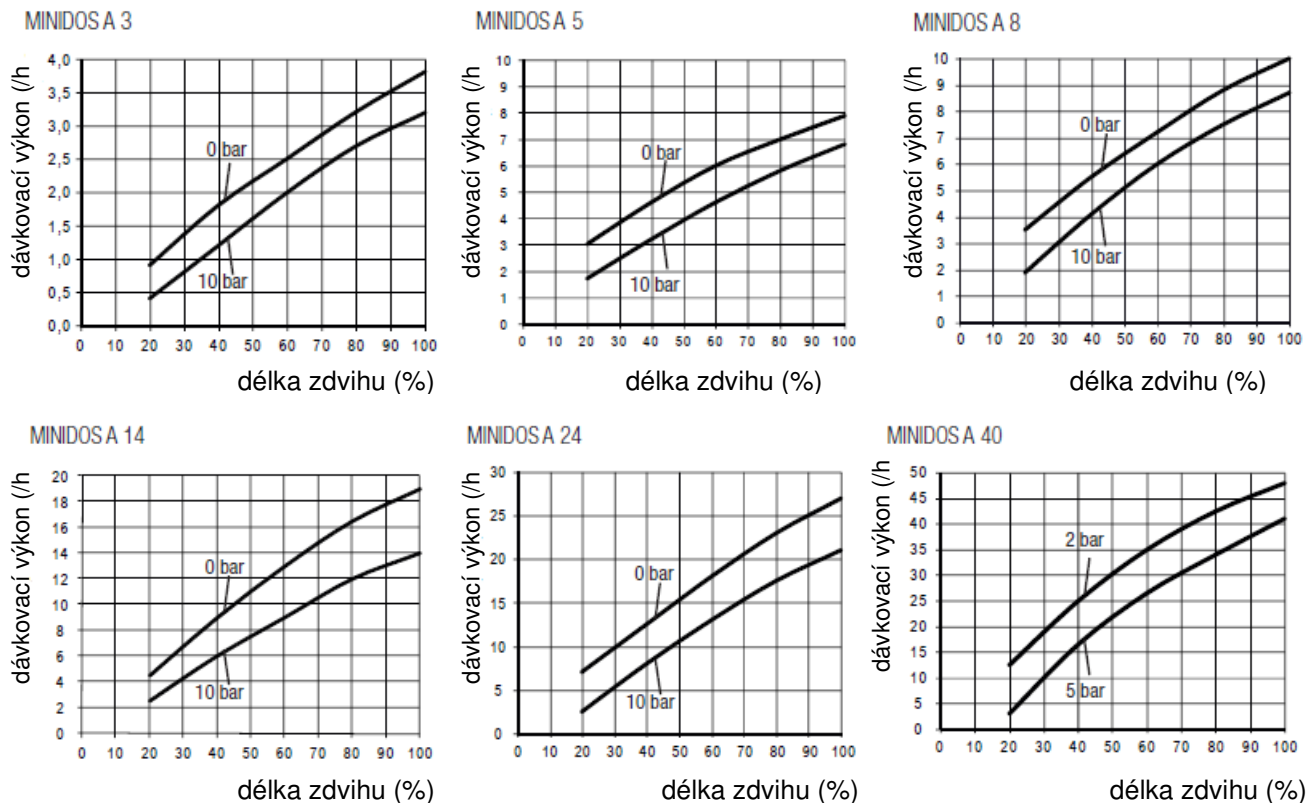 MINIDOS A 3
dávkovací výkon (/h
4,0
3,5
3,0
2,5
2,0
1,5
1,0
0,5
0,0
0 bar
10 bar
0 10 20 30 40 50 60 70 80 90 100
délka zdvihu (%)
MINIDOS A 5
dávkovací výkon (/h
10
9
8
7
6
5
4
3
2
1
0
0 bar
10 bar
0 10 20 30 40 50 60 70 80 90 100
délka zdvihu (%)
MINIDOS A 8
dávkovací výkon (/h
10
9
8
7
6
5
4
3
2
1
0
0 bar
10 bar
0 10 20 30 40 50 60 70 80 90 100
délka zdvihu (%)
MINIDOS A 14
dávkovací výkon (/h
20
18
16
14
12
10
8
6
4
2
0
0 bar
10 bar
0 10 20 30 40 50 60 70 80 90 100
délka zdvihu (%)
MINIDOS A 24
dávkovací výkon (/h
30
25
20
15
10
5
0
0 bar
10 bar
0 10 20 30 40 50 60 70 80 90 100
délka zdvihu (%)
MINIDOS A 40
dávkovací výkon (/h
50
45
40
35
30
25
20
15
10
5
0
2 bar
5 bar
0 10 20 30 40 50 60 70 80 90 100
délka zdvihu (%)